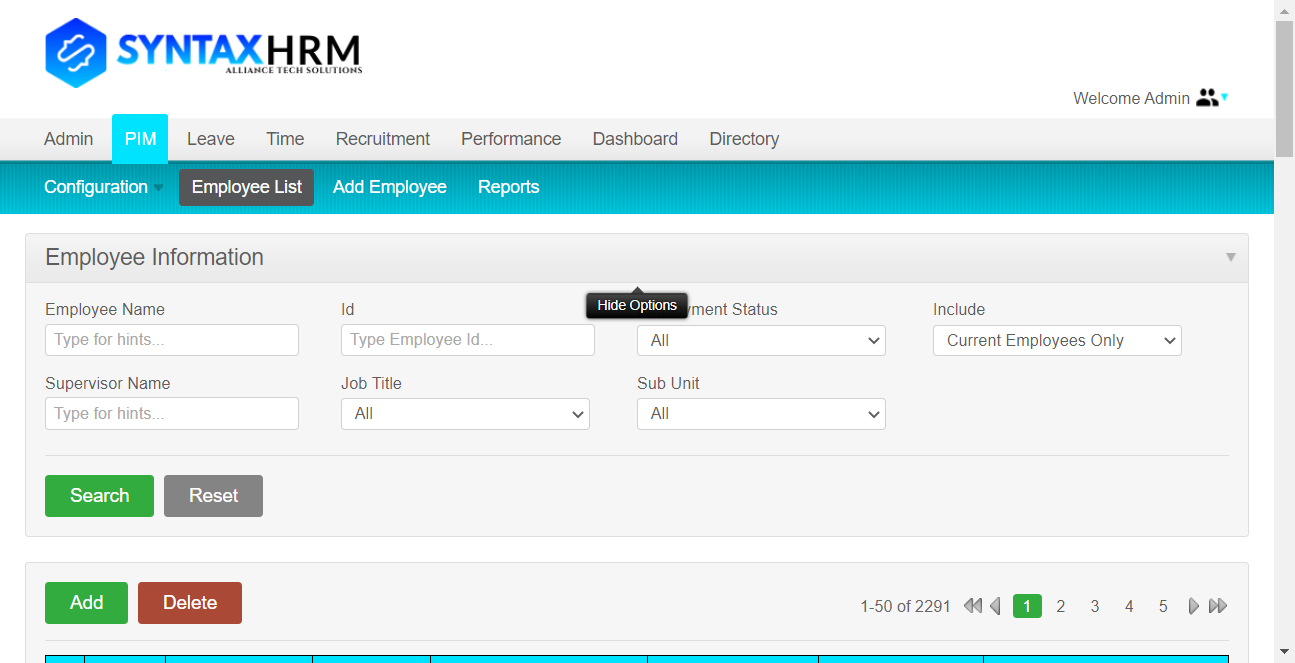 SYNTAXHRM
ALLIANCE TECH SOLUTIONS
Welcome Admin
Admin PIM Leave Time Recruitment Performance Dashboard Directory
Configuration Employee List Add Employee Reports
Employee Information
Hide Options
Employee Name Id yment Status Include
Type for hints... Type Employee Id... All Current Employees Only
Supervisor Name Job Title Sub Unit
Type for hints... All All
Search Reset
Add Delete 1-50 of 2291 1 2 3 4 5